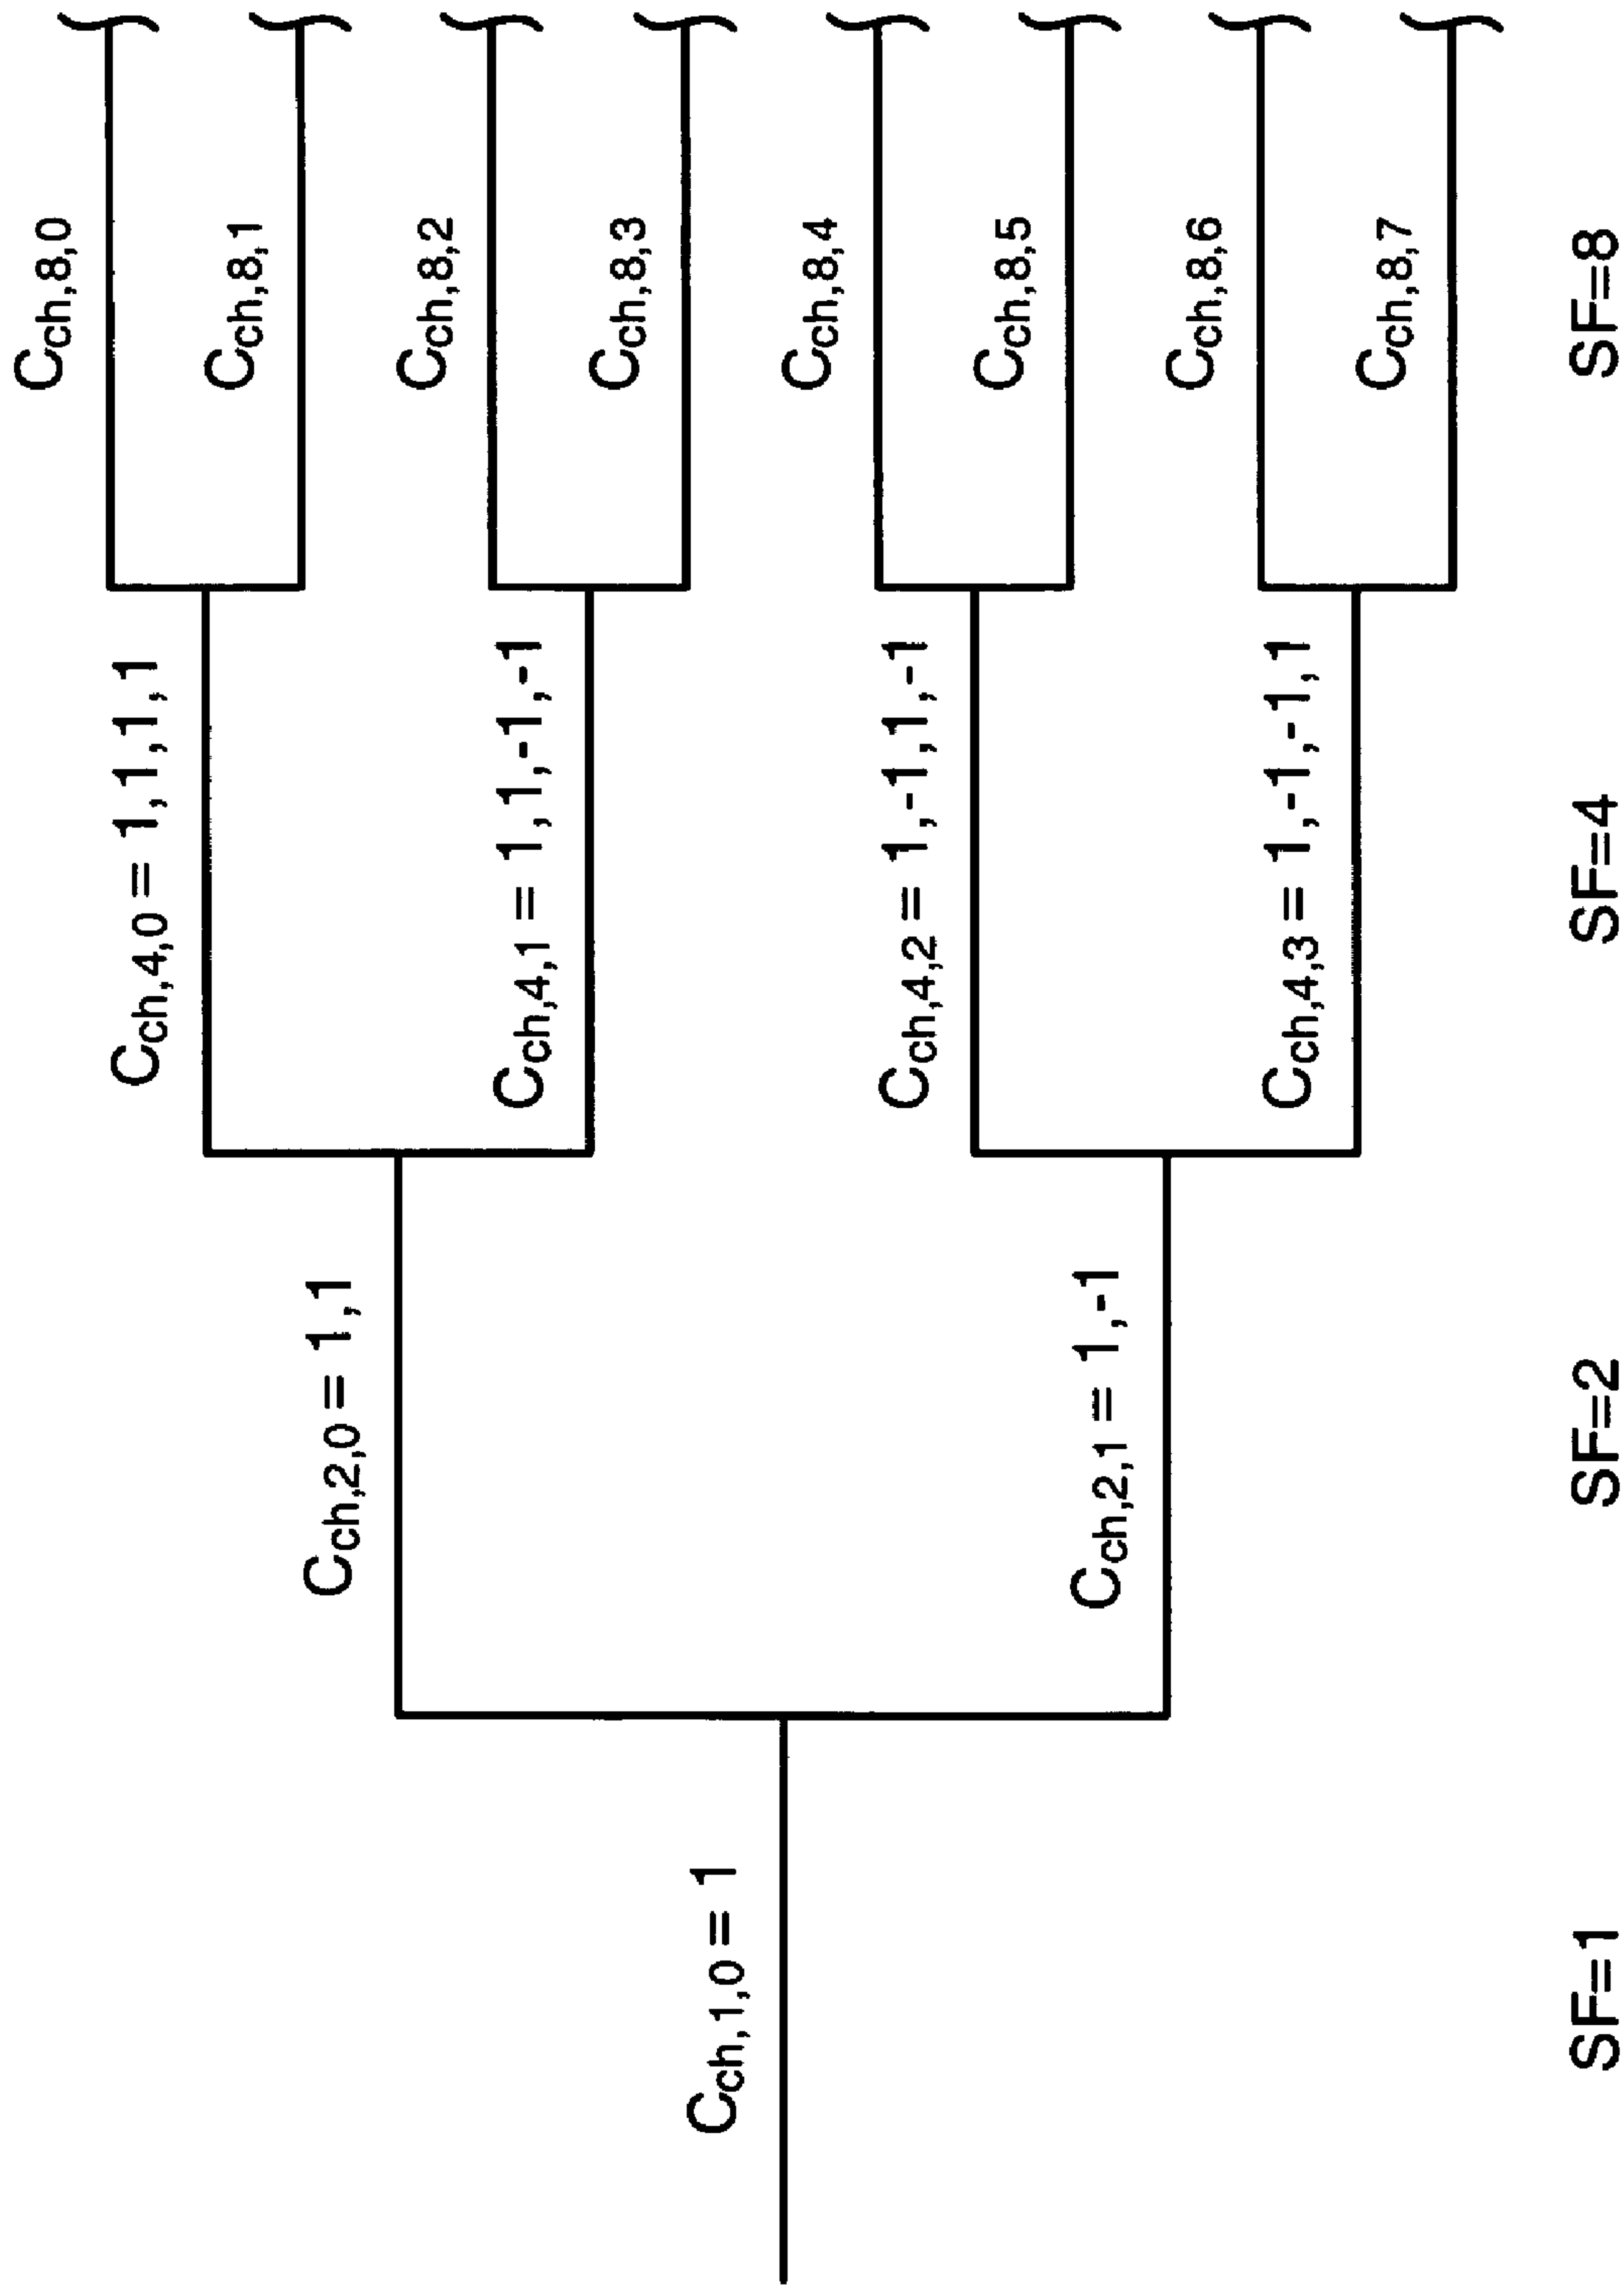 Cch,1,0 = 1
Cch,2,0 = 1,1
Cch,2,1 = 1,-1
Cch,4,0 = 1,1,1,1
Cch,4,1 = 1,1,-1,-1
Cch,4,2 = 1,-1,1,-1
Cch,4,3 = 1,-1,-1,1
Cch,8,0
Cch,8,1
Cch,8,2
Cch,8,3
Cch,8,4
Cch,8,5
Cch,8,6
Cch,8,7
SF=1
SF=2
SF=4
SF=8